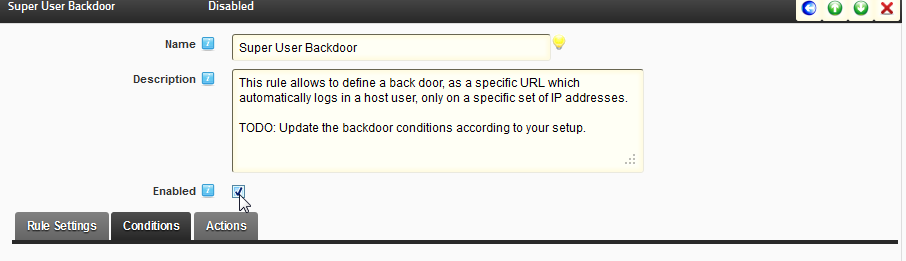 Super User Backdoor Disabled
Name
Super User Backdoor
Description
This rule allows to define a back door, as a specific URL which
automatically logs in a host user, only on a specific set of IP addresses.
TODO: Update the backdoor conditions according to your setup.
Enabled
Rule Settings Conditions Actions